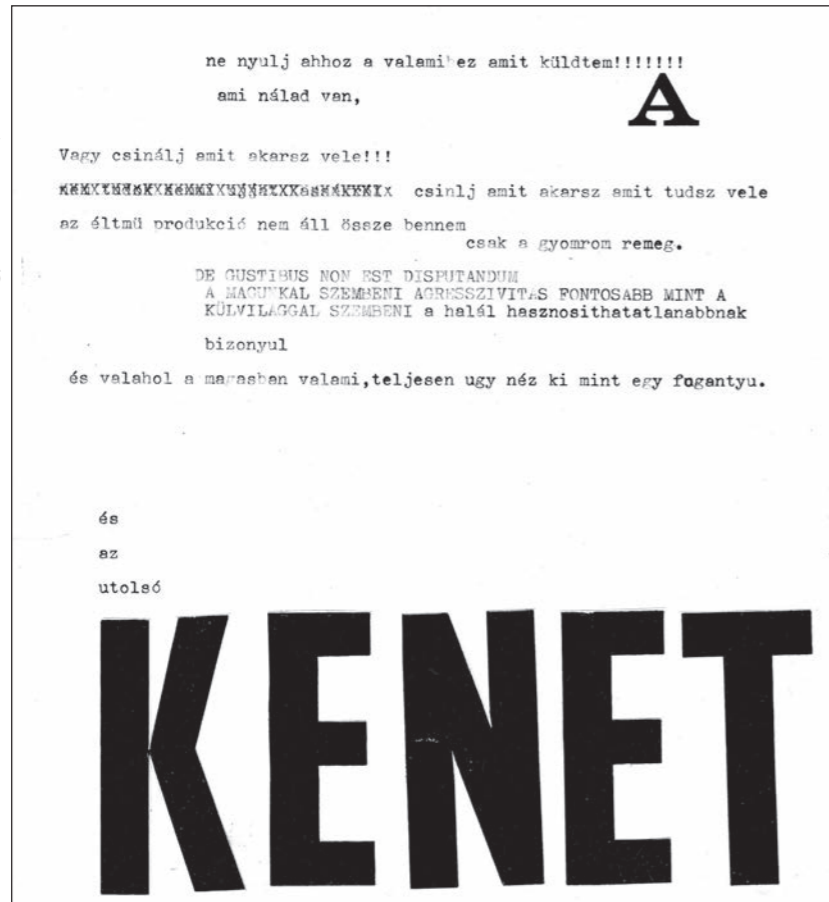 ne nyulj ahhoz a valamihez amit küldtem!!!!!!!
ami nálad van,
A
Vagy csinálj amit akarsz vele!!!
csinlj amit akarsz amit tudsz vele
az éltmü produkció nem áll össze bennem
csak a gyomrom remeg.
DE GUSTIBUS NON EST DISPUTANDUM
A MAGUNKAL SZEMBENI AGRESSZIVITAS FONTOSABB MINT A
KÜLVILÁGGAL SZEMBENI a halál hasznosithatatlanabbnak
bizonyul
és valahol a magasban valami,teljesen ugy néz ki mint egy fogantyu.
és
az
utolsó
KENET